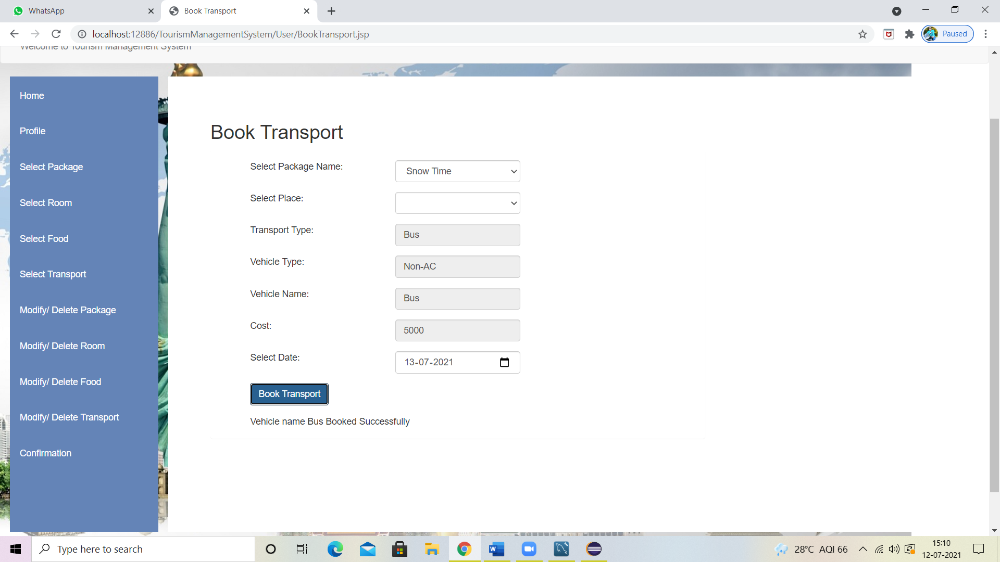 WhatsApp
Book Transport
localhost:12886/TourismManagementSystem/User/BookTransport.jsp
Paused
Welcome to Tourism Management System
Home
Profile
Select Package
Select Room
Select Food
Select Transport
Modify/ Delete Package
Modify/ Delete Room
Modify/ Delete Food
Modify/ Delete Transport
Confirmation
Book Transport
Select Package Name:
Snow Time
Select Place:
Transport Type:
Bus
Vehicle Type:
Non-AC
Vehicle Name:
Bus
Cost:
5000
Select Date:
13-07-2021
Book Transport
Vehicle name Bus Booked Successfully
Type here to search
28°C AQI 66
15:10
12-07-2021